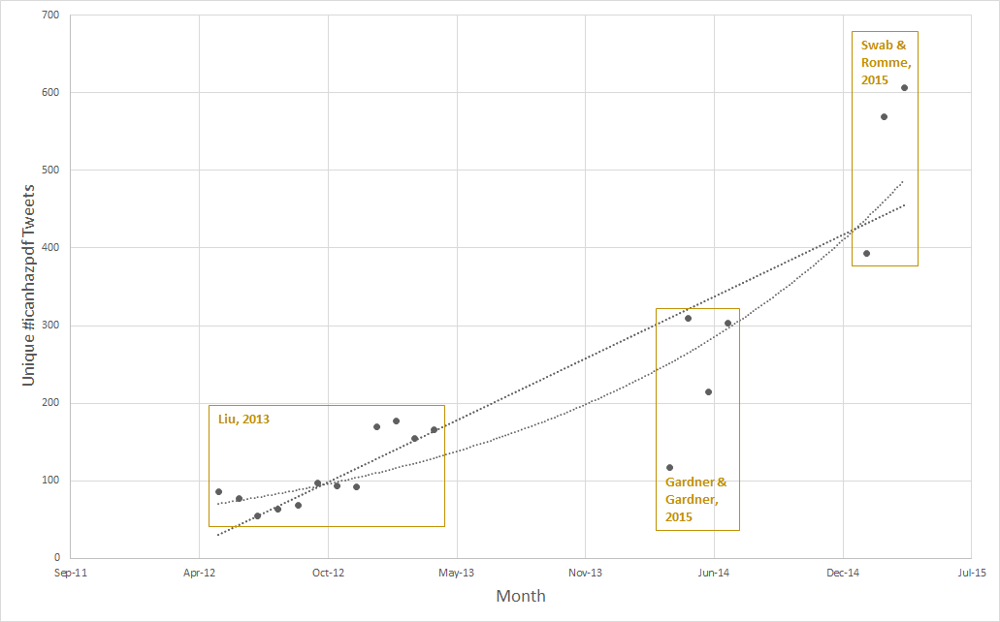 700
600
500
400
300
200
100
0
Unique #icanhazpdf Tweets
Swab &
Romme,
2015
Liu, 2013
Gardner &
Gardner,
2015
Sep-11
Apr-12
Oct-12
May-13
Nov-13
Jun-14
Dec-14
Jul-15
Month